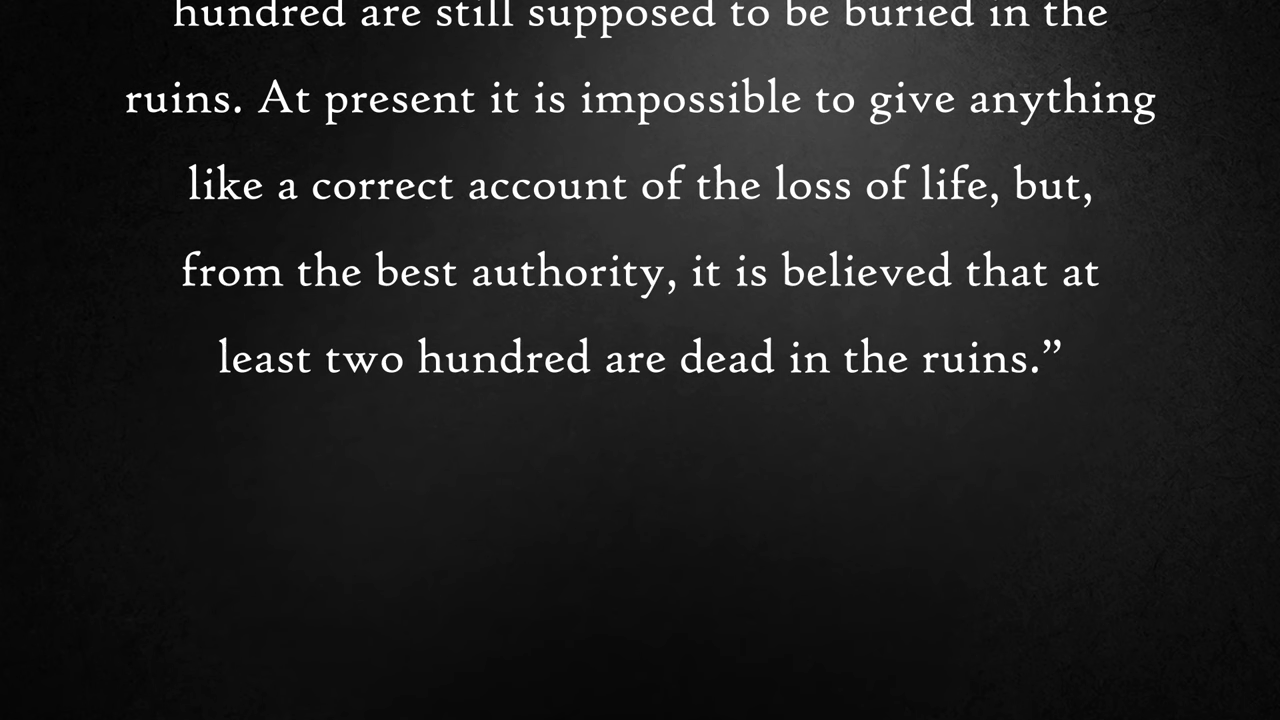 hundred are still supposed to be buried in the
ruins. At present it is impossible to give anything
like a correct account of the loss of life, but,
from the best authority, it is believed that at
least two hundred are dead in the ruins.”